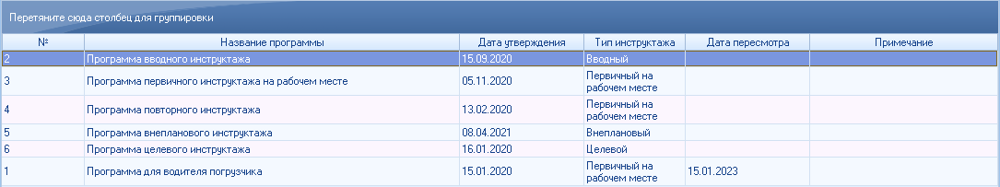 Перетяните сюда столбец для группировки
№ Название программы Дата утверждения Тип инструктажа Дата пересмотра Примечание
2 Программа вводного инструктажа 15.09.2020 Вводный
3 Программа первичного инструктажа на рабочем месте 05.11.2020 Первичный на
рабочем месте
4 Программа повторного инструктажа 13.02.2020 Первичный на
рабочем месте
5 Программа внепланового инструктажа 08.04.2021 Внеплановый
6 Программа целевого инструктажа 16.01.2020 Целевой
1 Программа для водителя погрузчика 15.01.2020 Первичный на 15.01.2023
рабочем месте